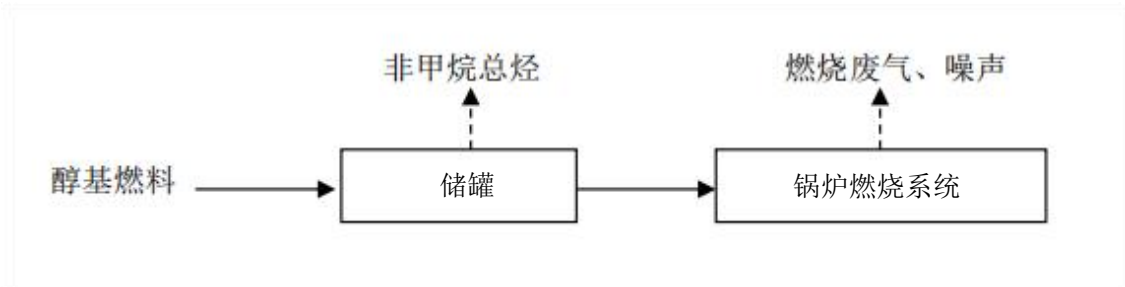 非甲烷总烃
燃烧废气、噪声
醇基燃料
储罐
锅炉燃烧系统